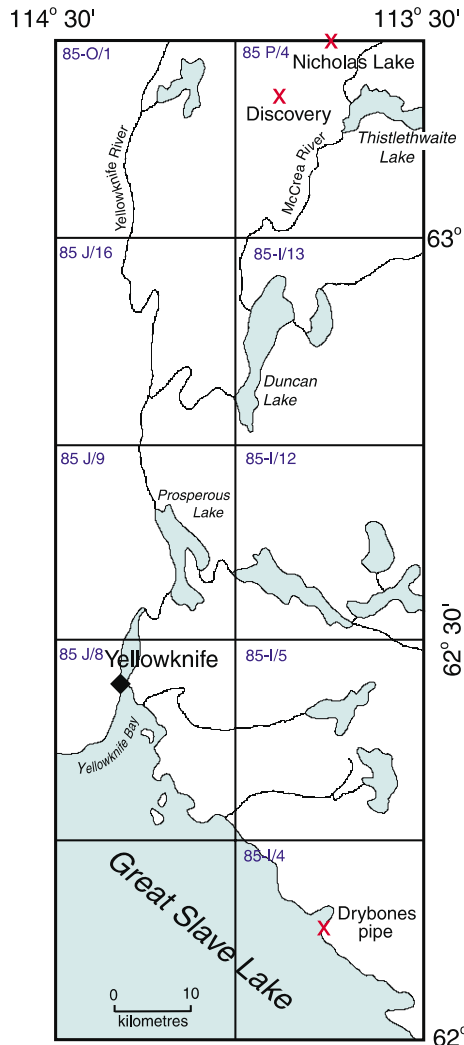 114° 30'
113° 30'
85-O/1
85 P/4
X
Nicholas Lake
X
Discovery
Yellowknife River
McCrea River
Thistlethwaite
Lake
63°
85 J/16
85-I/13
Duncan
Lake
85 J/9
85-I/12
Prosperous
Lake
62° 30'
85 J/8
Yellowknife
85-I/5
Yellowknife Bay
85-I/4
Great Slave Lake
Drybones
X pipe
0 10
kilometres
62°